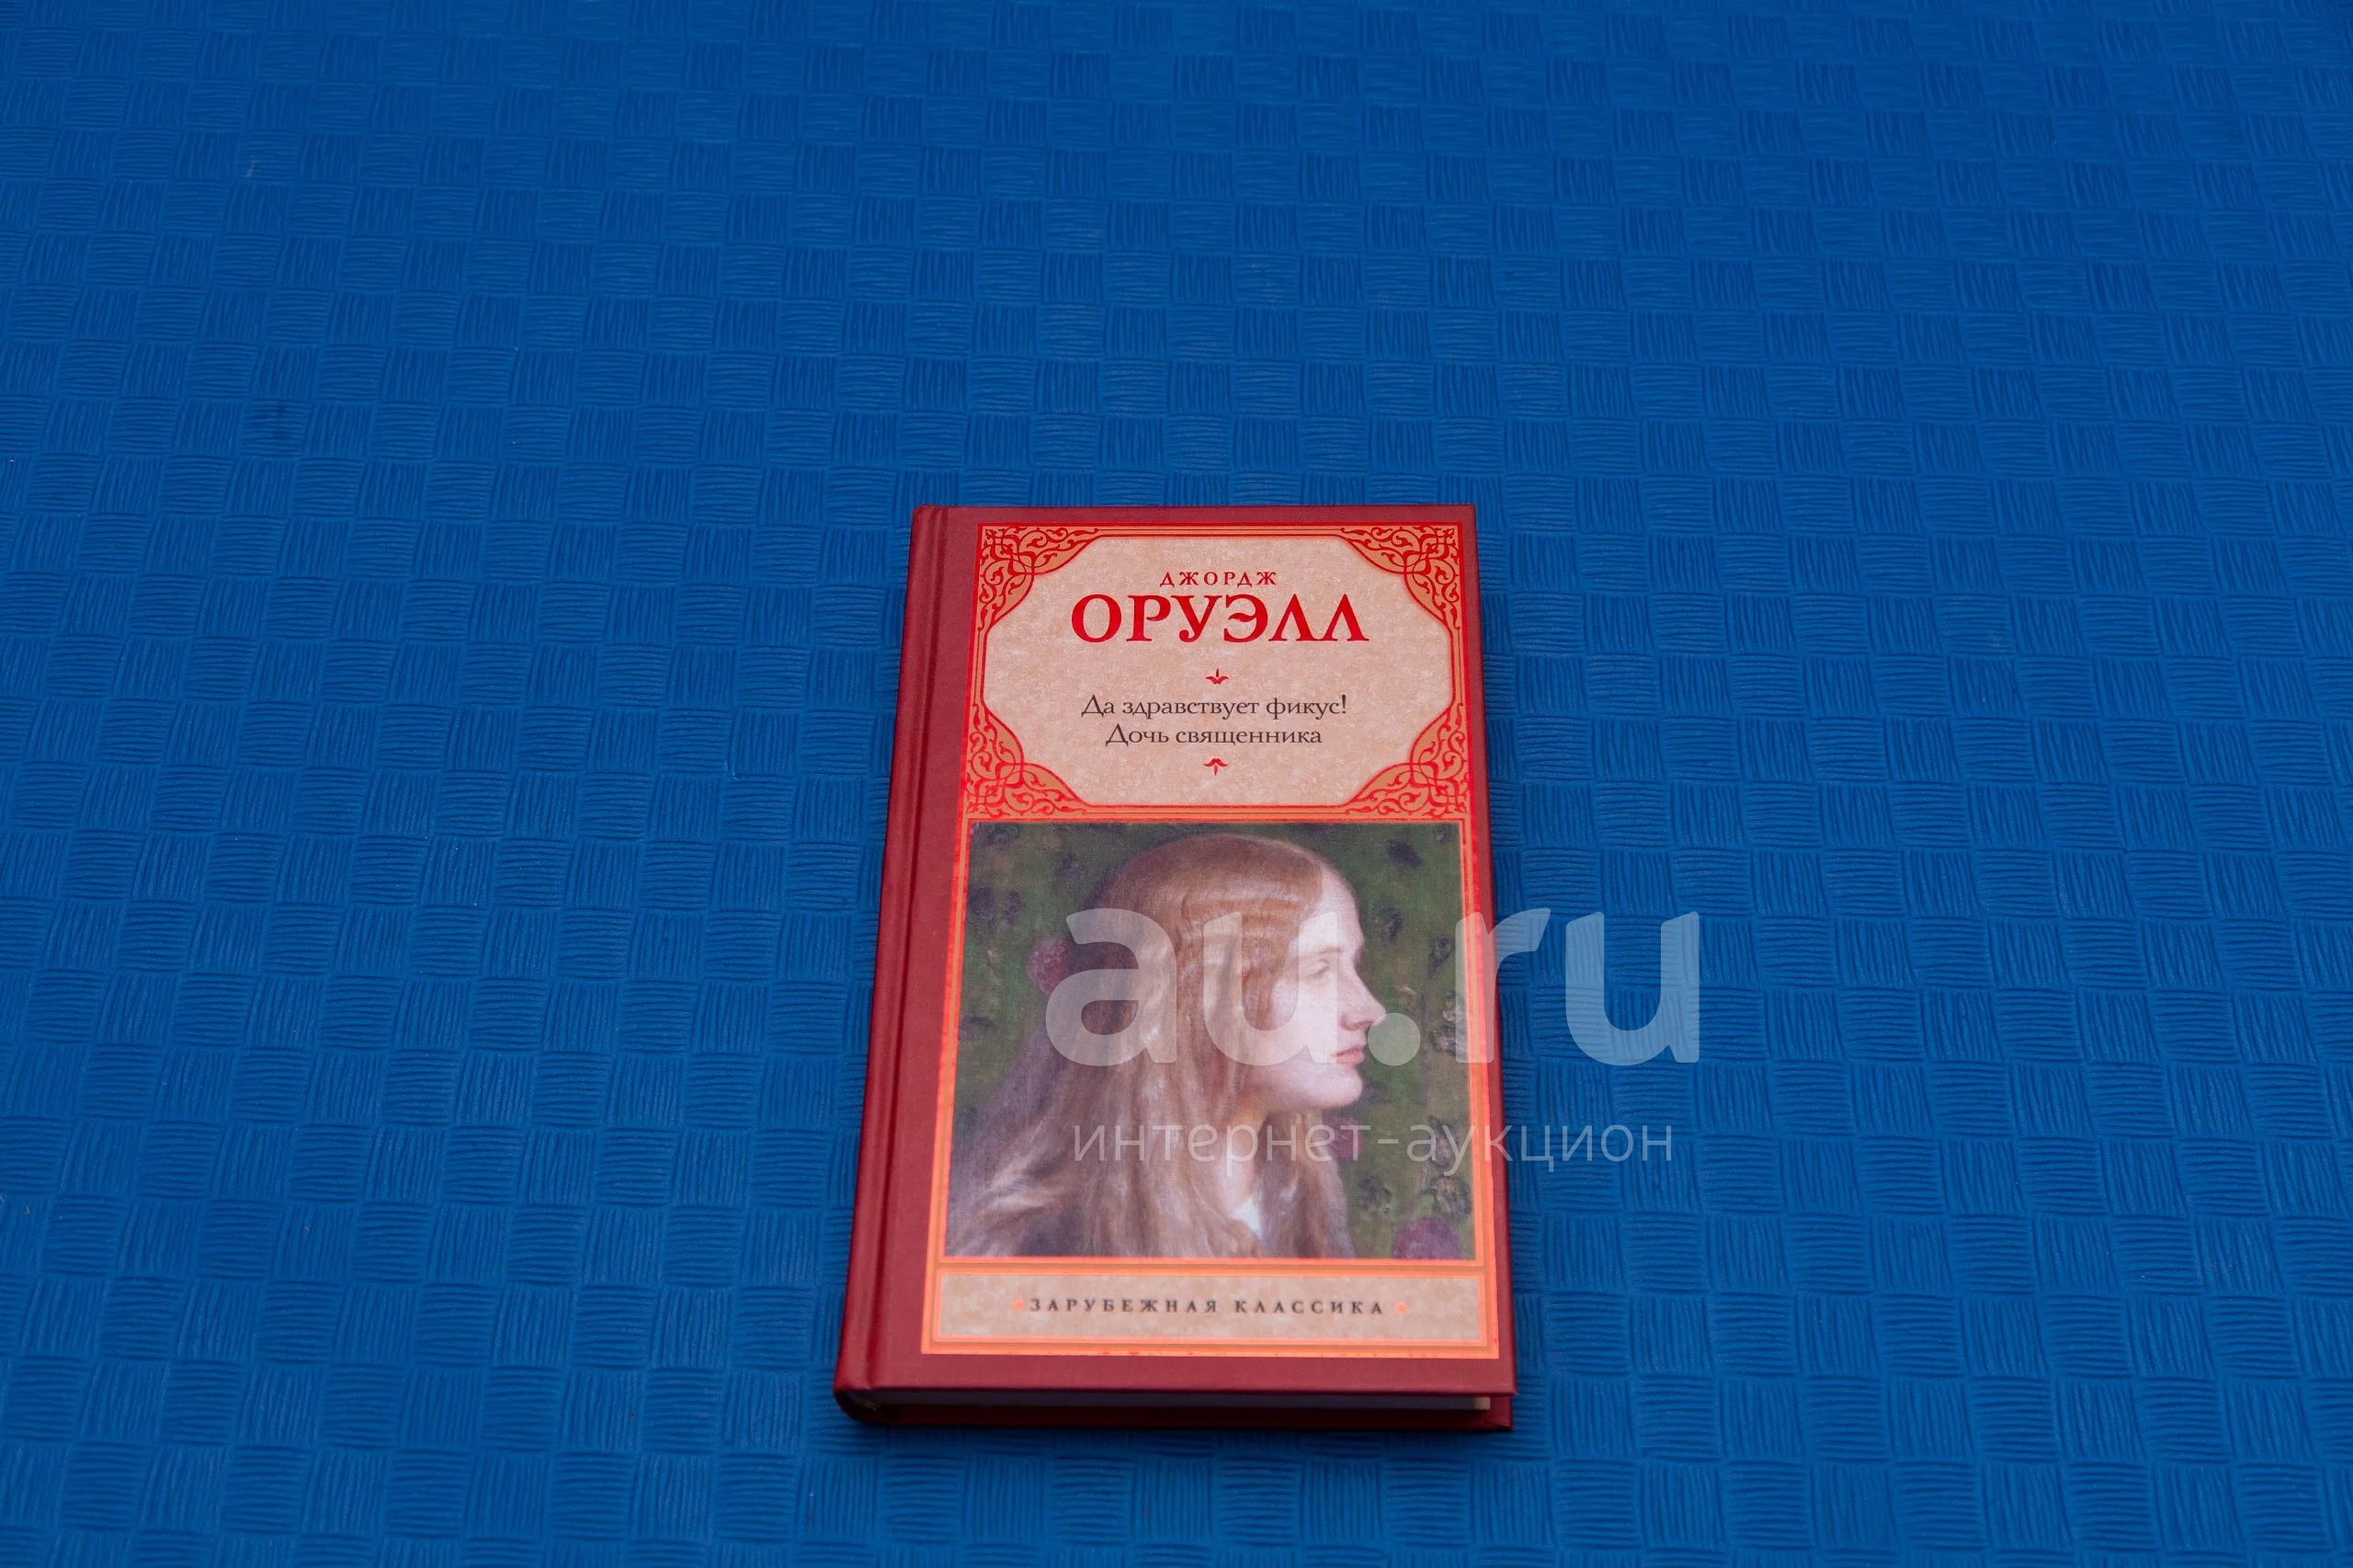 ДЖОРДЖ
ОРУЭЛЛ
Да здравствует фикус!
Дочь священника
au.ru
интернет-аукцион
ЗАРУБЕЖНАЯ КЛАССИКА